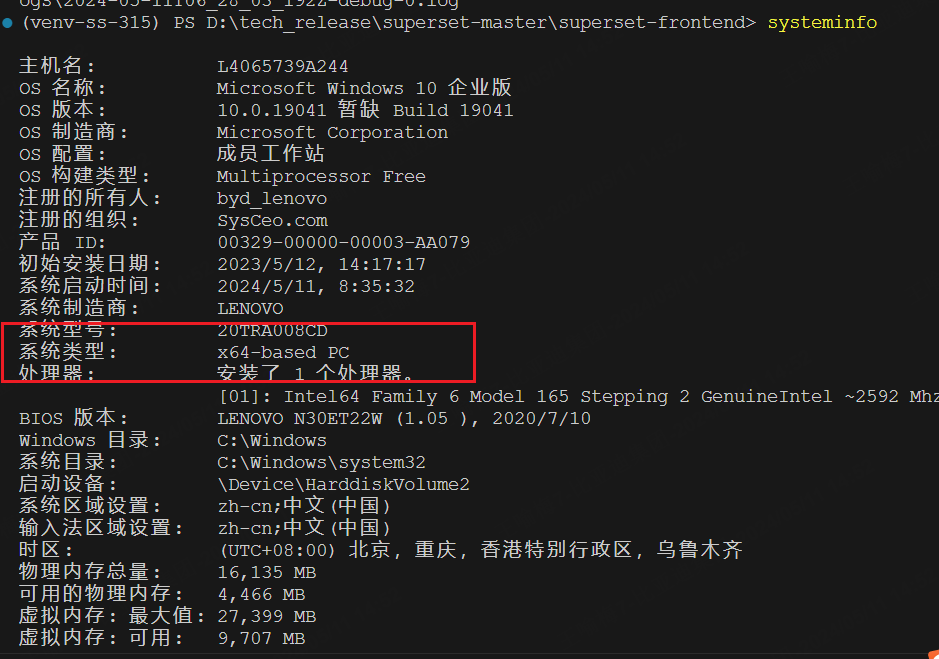 ogs\2024-05-11T06_28_03_192Z-debug-0.log
(venv-ss-315) PS D:\tech_release\superset-master\superset-frontend> systeminfo
主机名: L4065739A244
OS 名称: Microsoft Windows 10 企业版
OS 版本: 10.0.19041 暂缺 Build 19041
OS 制造商: Microsoft Corporation
OS 配置: 成员工作站
OS 构建类型: Multiprocessor Free
注册的所有人: byd_lenovo
注册的组织: SysCeo.com
产品 ID: 00329-00000-00003-AA079
初始安装日期: 2023/5/12, 14:17:17
系统启动时间: 2024/5/11, 8:35:32
系统制造商: LENOVO
系统型号: 20TRA008CD
系统类型: x64-based PC
处理器: 安装了 1 个处理器。
[01]: Intel64 Family 6 Model 165 Stepping 2 GenuineIntel ~2592 Mhz
BIOS 版本: LENOVO N30ET22W (1.05 ), 2020/7/10
Windows 目录: C:\Windows
系统目录: C:\Windows\system32
启动设备: \Device\HarddiskVolume2
系统区域设置: zh-cn;中文(中国)
输入法区域设置: zh-cn;中文(中国)
时区: (UTC+08:00) 北京，重庆，香港特别行政区，乌鲁木齐
物理内存总量: 16,135 MB
可用的物理内存: 4,466 MB
虚拟内存: 最大值: 27,399 MB
虚拟内存: 可用: 9,707 MB